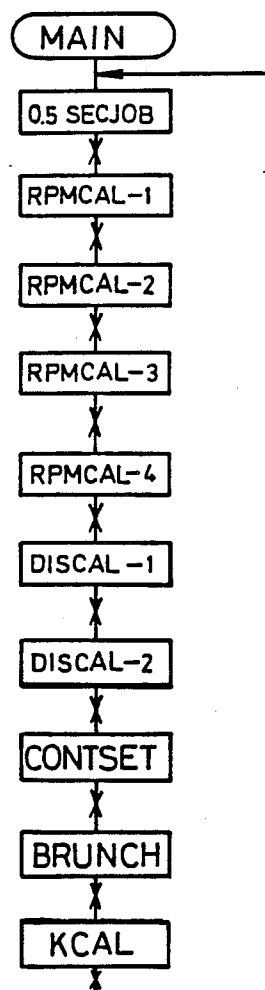 MAIN
0.5 SECJOB
RPMCAL-1
RPMCAL-2
RPMCAL-3
RPMCAL-4
DISCAL-1
DISCAL-2
CONTSET
BRUNCH
KCAL